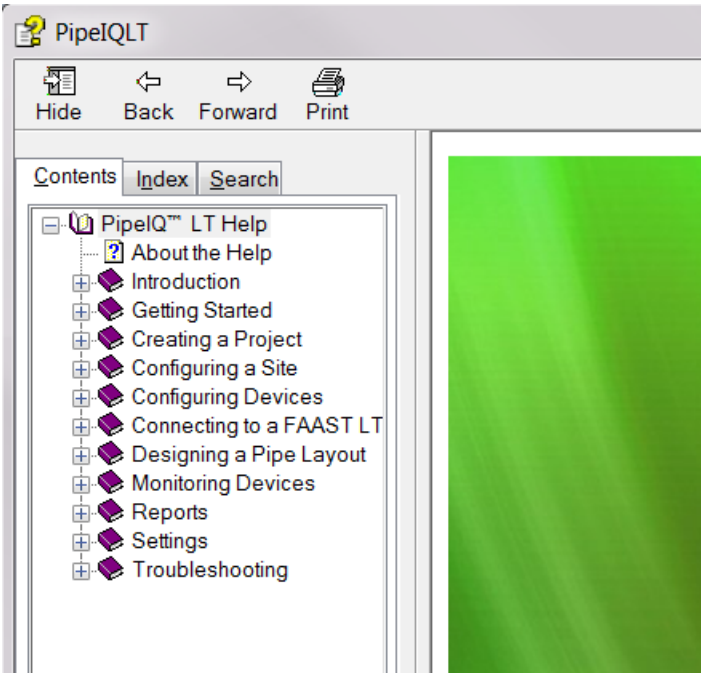 PipeIQLT
Hide Back Forward Print
Contents Index Search
PipeIQ™ LT Help
About the Help
Introduction
Getting Started
Creating a Project
Configuring a Site
Configuring Devices
Connecting to a FAAST LT
Designing a Pipe Layout
Monitoring Devices
Reports
Settings
Troubleshooting